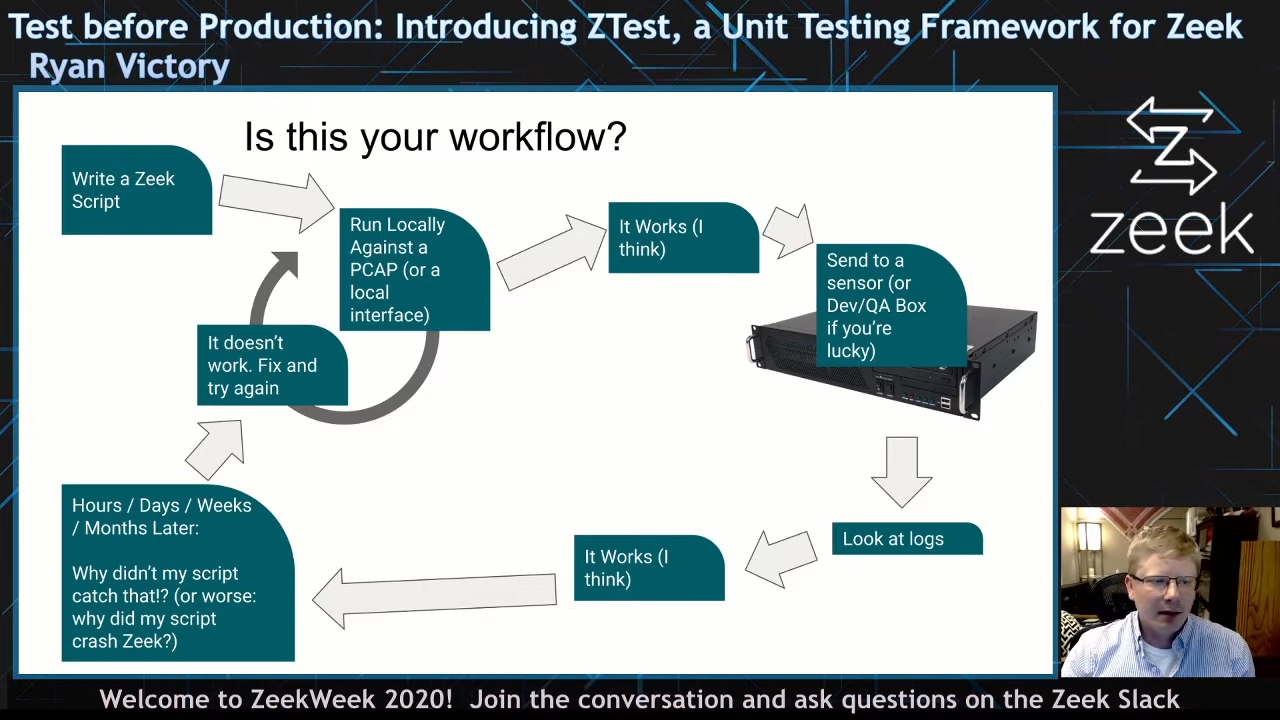 Test before Production: Introducing ZTest, a Unit Testing Framework for Zeek
Ryan Victory
Is this your workflow?
Write a Zeek
Script
Run Locally
Against a
PCAP (or a
local
interface)
It Works (I
think)
Send to a
sensor (or
Dev/QA Box
if you're
lucky)
It doesn't
work. Fix and
try again
Look at logs
It Works (I
think)
Hours / Days / Weeks
/ Months Later:
Why didn't my script
catch that!? (or worse:
why did my script
crash Zeek?)
Z
zeek
Welcome to ZeekWeek 2020! Join the conversation and ask questions on the Zeek Slack